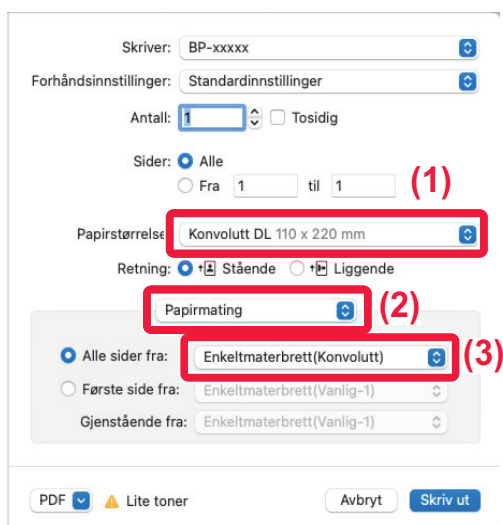 Skriver: BP-xxxxx
Forhåndsinnstillinger: Standardinnstillinger
Antall: 1 Tosidig
Sider: Alle
Fra 1 til 1 (1)
Papirstørrelse Konvolutt DL 110 x 220 mm
Retning: Stående Liggende
Papirmating (2)
Alle sider fra: Enkeltmaterbrett(Konvolutt) (3)
Første side fra: Enkeltmaterbrett(Vanlig-1)
Gjenstående fra: Enkeltmaterbrett(Vanlig-1)
PDF Lite toner Avbryt Skriv ut